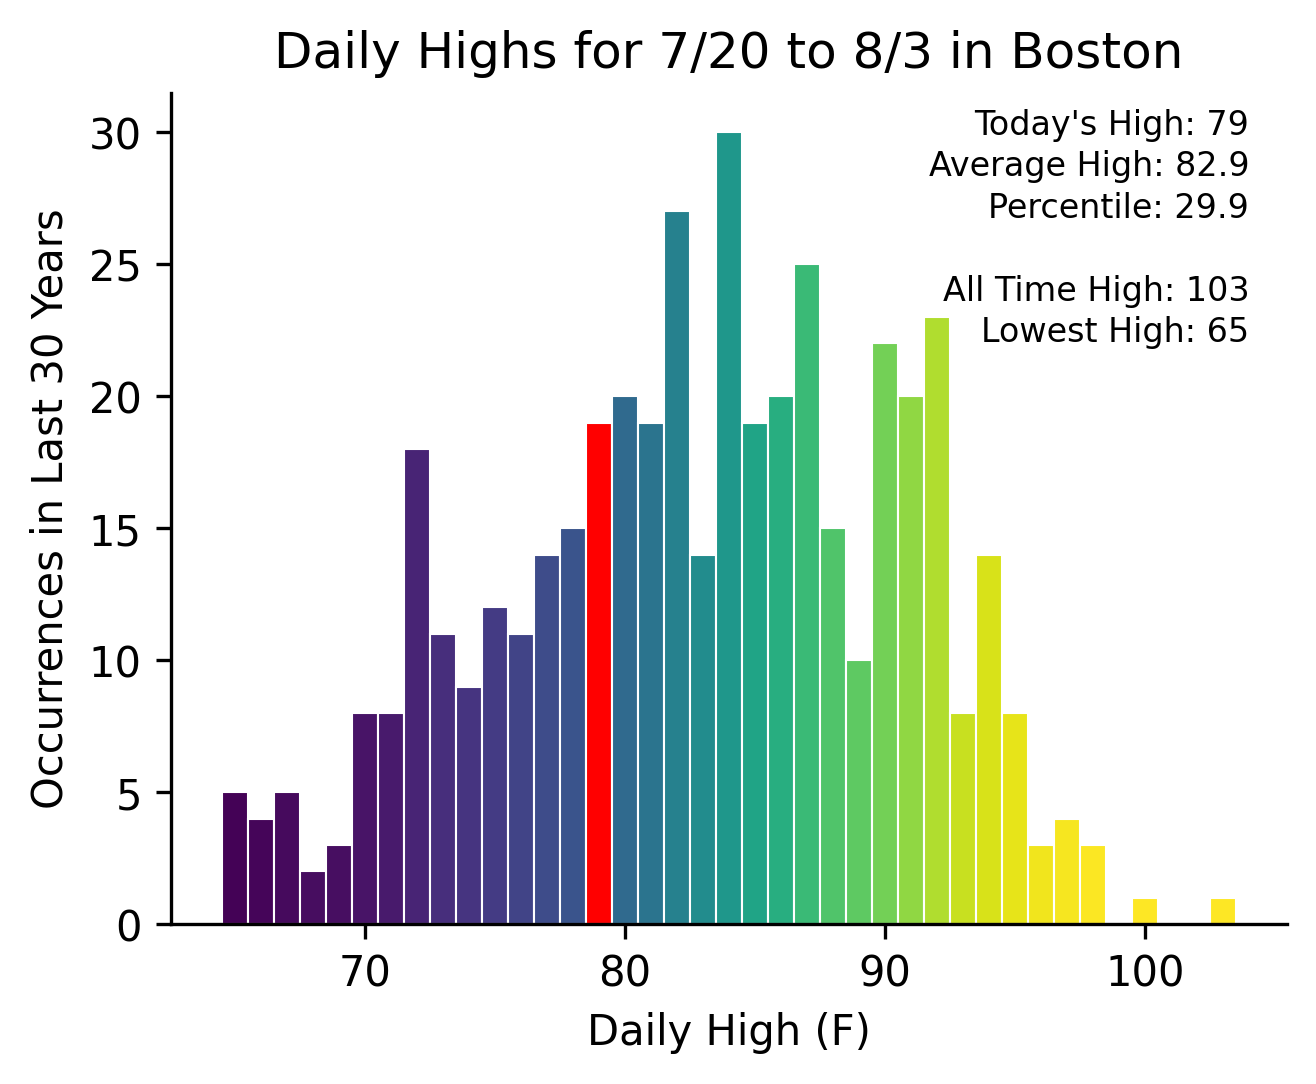 Daily Highs for 7/20 to 8/3 in Boston
Today's High: 79
Average High: 82.9
Percentile: 29.9
All Time High: 103
Lowest High: 65
Occurrences in Last 30 Years
30
25
20
15
10
5
0
70 80 90 100
Daily High (F)